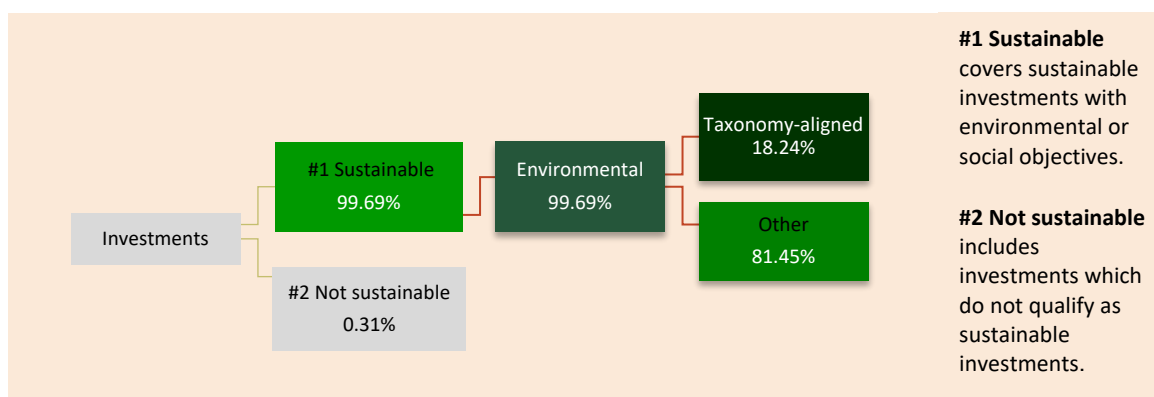 Investments
#1 Sustainable
99.69%
#2 Not sustainable
0.31%
Environmental
99.69%
Taxonomy-aligned
18.24%
Other
81.45%
#1 Sustainable
covers sustainable
investments with
environmental or
social objectives.
#2 Not sustainable
includes
investments which
do not qualify as
sustainable
investments.